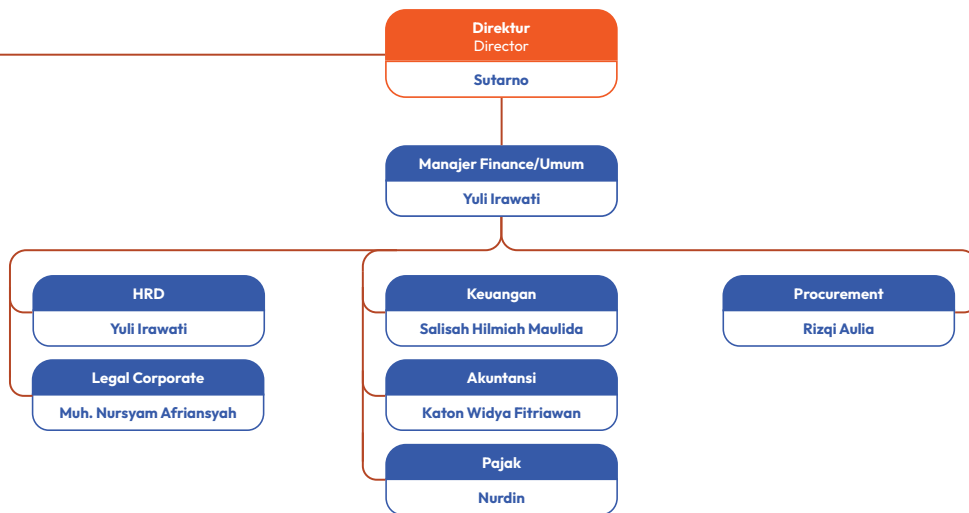 Direktur
Director
Sutarno
Manajer Finance/Umum
Yuli Irawati
HRD
Yuli Irawati
Legal Corporate
Muh. Nursyam Afriansyah
Keuangan
Salisah Hilmiah Maulida
Akuntansi
Katon Widya Fitriawan
Pajak
Nurdin
Procurement
Rizqi Aulia